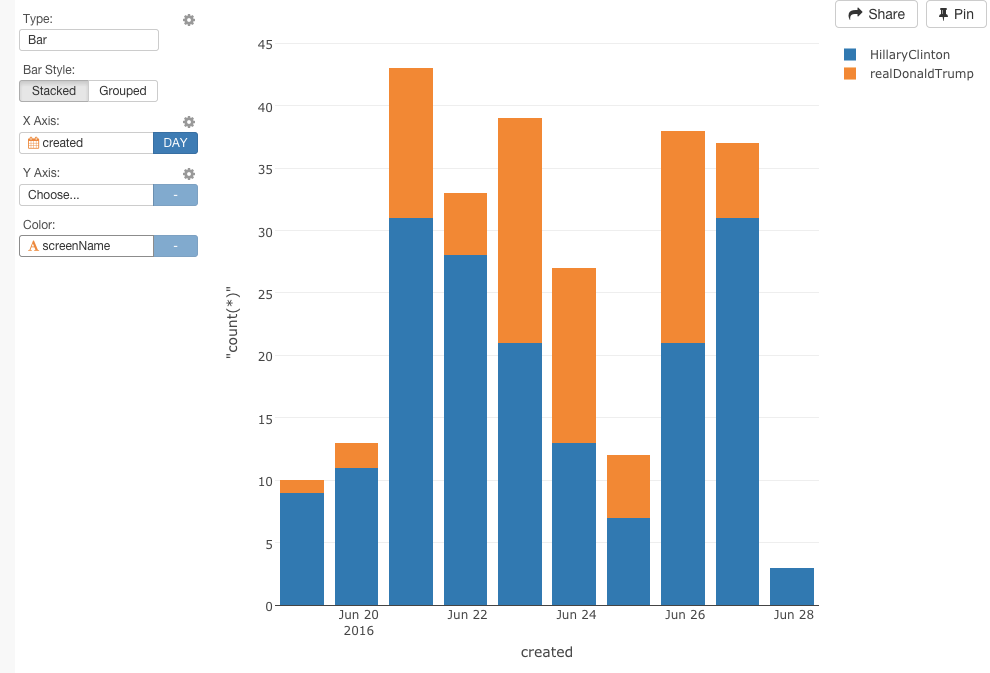 Type:
Bar
Bar Style:
Stacked Grouped
X Axis:
created DAY
Y Axis:
Choose... -
Color:
A screenName -
Share Pin
HillaryClinton
realDonaldTrump
"count(*)"
45
40
35
30
25
20
15
10
5
0
Jun 20 Jun 22 Jun 24 Jun 26 Jun 28
2016
created